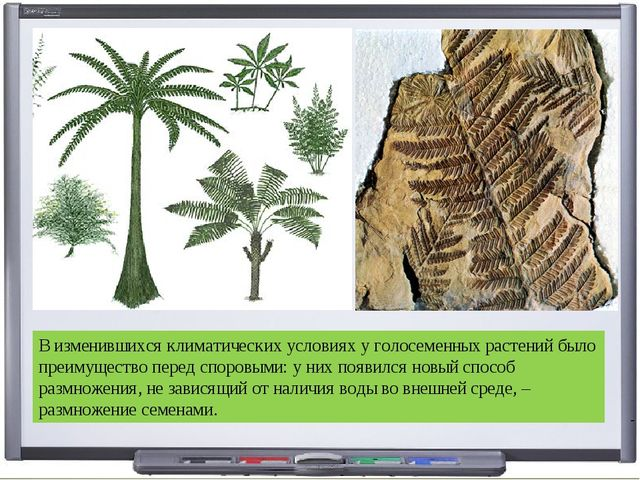 В изменившихся климатических условиях у голосеменных растений было
преимущество перед споровыми: у них появился новый способ
размножения, не зависящий от наличия воды во внешней среде, –
размножение семенами.